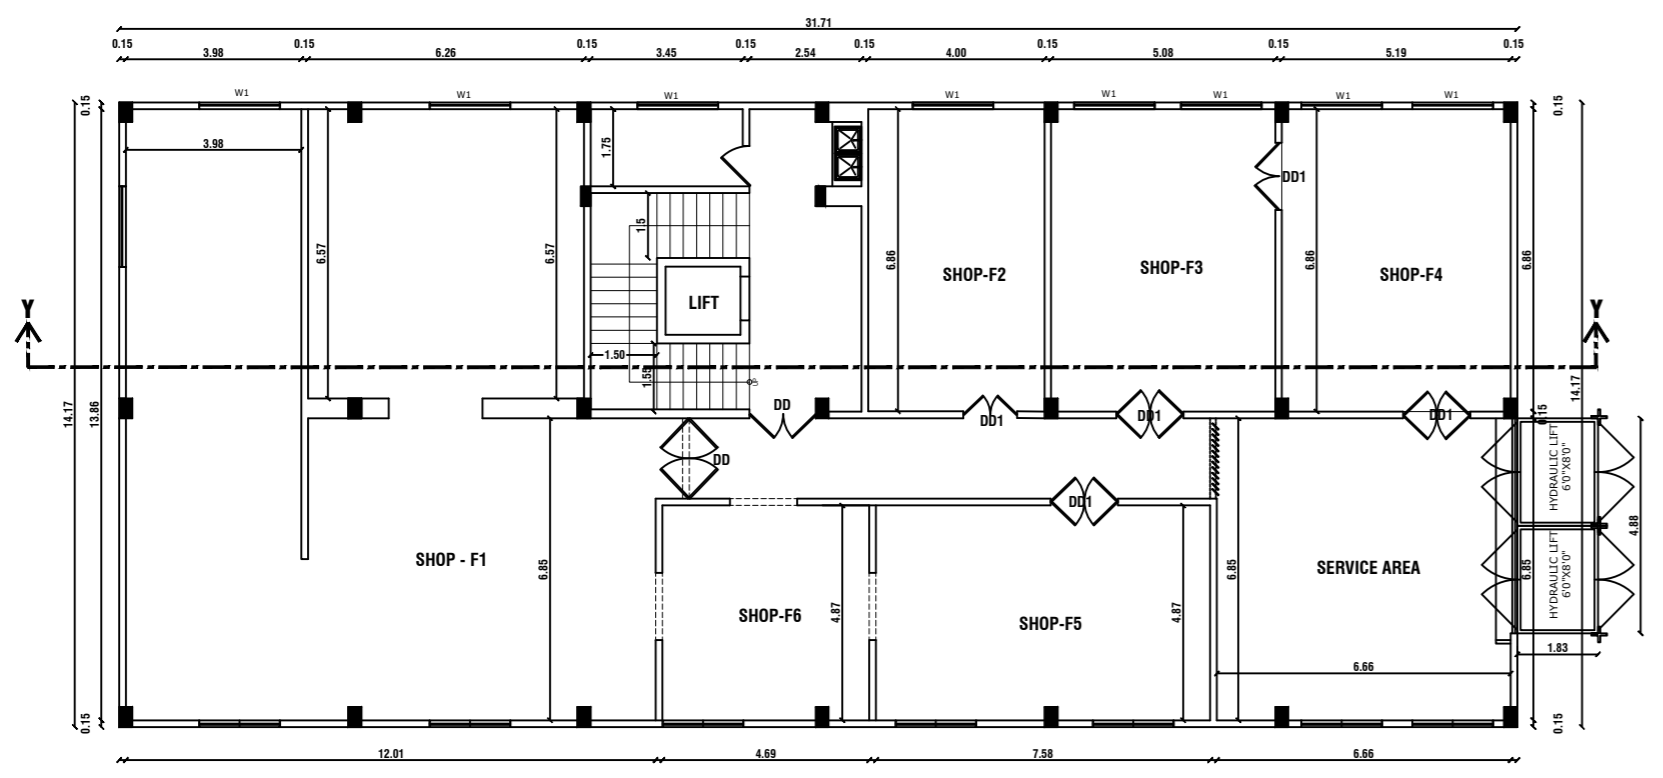 31.71
0.15 0.15 0.15 0.15 0.15 0.15 0.15 0.15
3.98 6.26 3.45 2.54 4.00 5.08 5.19
W1 W1 W1 W1 W1 W1 W1 W1
0.15 0.15
3.98 1.75
DD1
1.5
6.57 6.57 6.86 6.86 6.86
SHOP-F2 SHOP-F3 SHOP-F4
LIFT
Y Y
1.50
1.55
14.17 13.86 14.17
DD DD1 DD1 DD1 0.15
DD
HYDRAULIC LIFT
6'0"X8'0"
DD1
4.88
SHOP - F1 6.85 6.85 SERVICE AREA 6.85
HYDRAULIC LIFT
6'0"X8'0"
SHOP-F6 4.87 SHOP-F5 4.87
1.83
6.66
0.15 0.15
12.01 4.69 7.58 6.66